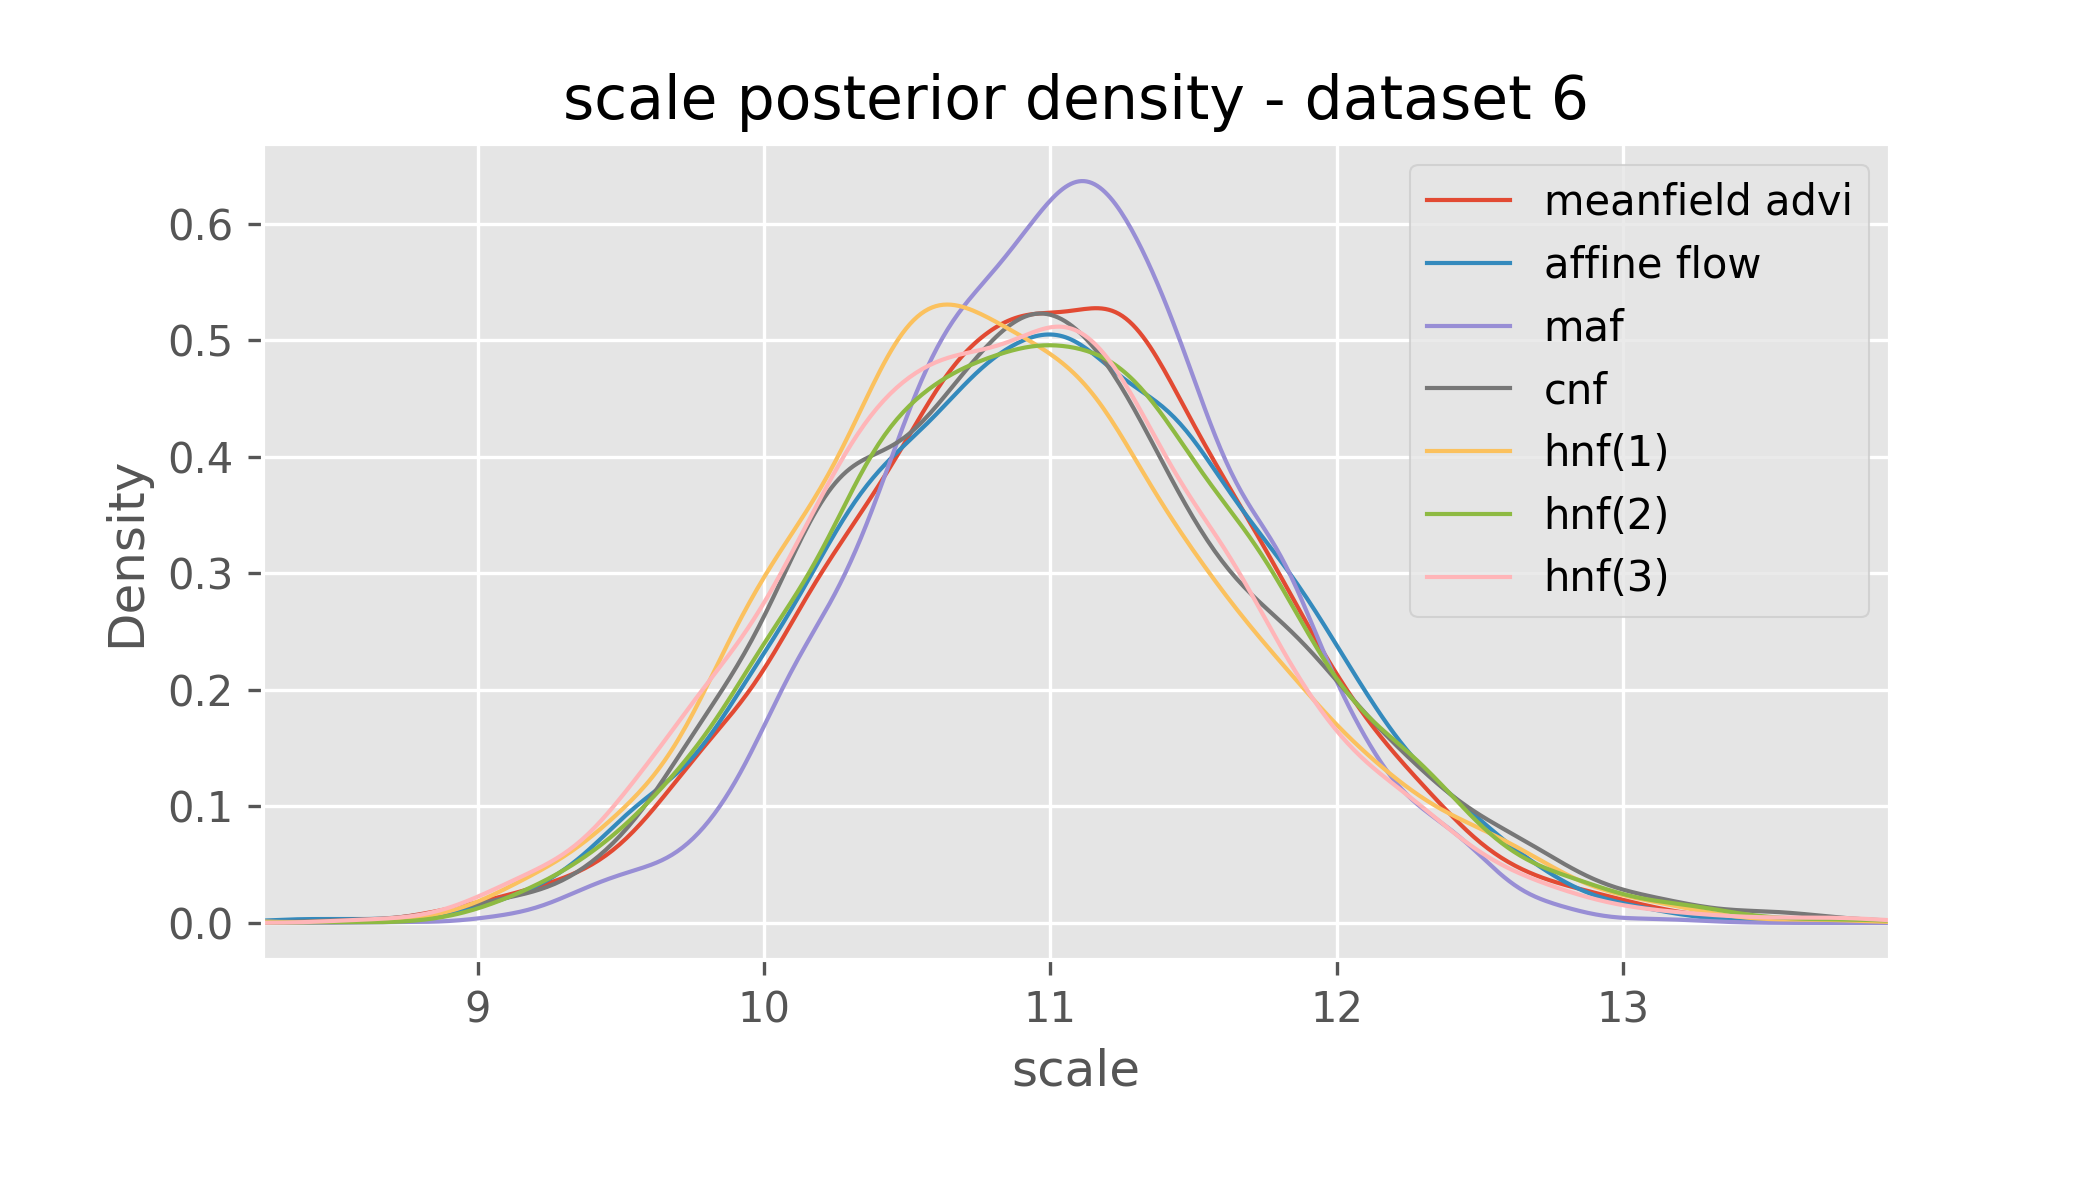 scale posterior density - dataset 6
Density
0.6
0.5
0.4
0.3
0.2
0.1
0.0
meanfield advi
affine flow
maf
cnf
hnf(1)
hnf(2)
hnf(3)
9 10 11 12 13
scale